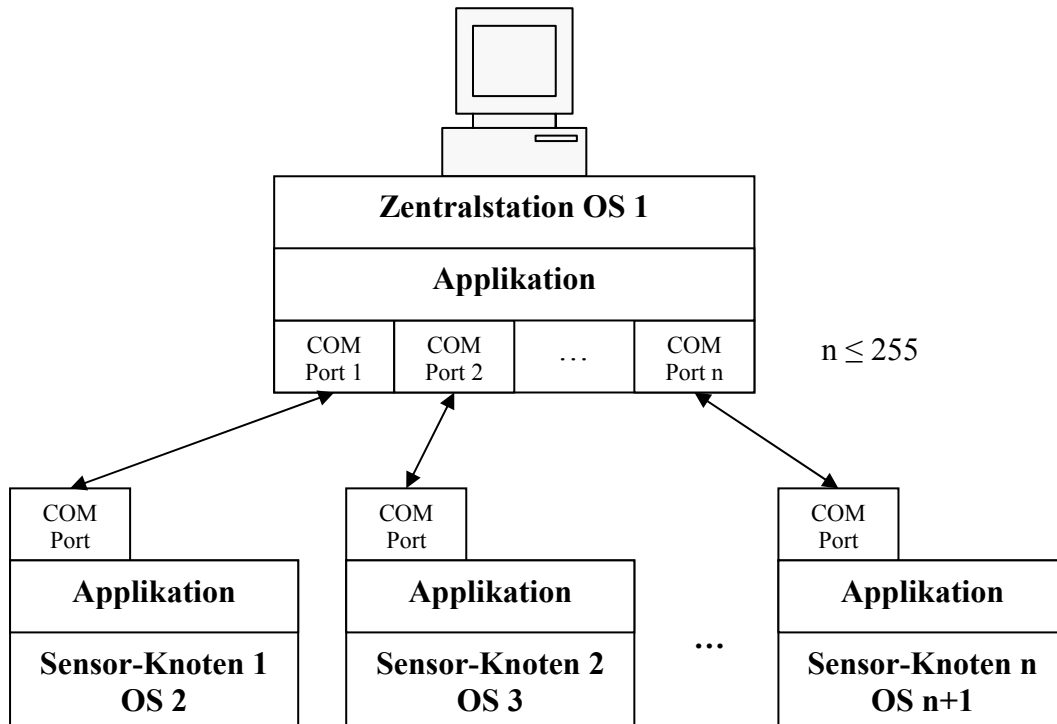 Zentralstation OS 1
Applikation
COM
Port 1
COM
Port 2
…
COM
Port n
n ≤ 255
COM
Port
COM
Port
COM
Port
Applikation
Applikation
Applikation
Sensor-Knoten 1
OS 2
Sensor-Knoten 2
OS 3
...
Sensor-Knoten n
OS n+1